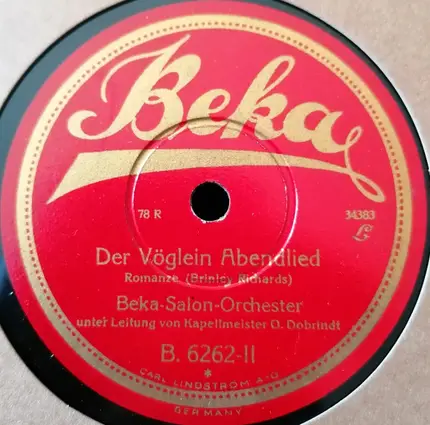 Beka
78 R
34383
L
Der Vöglein Abendlied
Romanze (Brinley Richards)
Beka-Salon-Orchester
unter Leitung von Kapellmeister O. Dobrindt
B. 6262-II
*
CARL LINDSTRÖM A-G
GERMANY